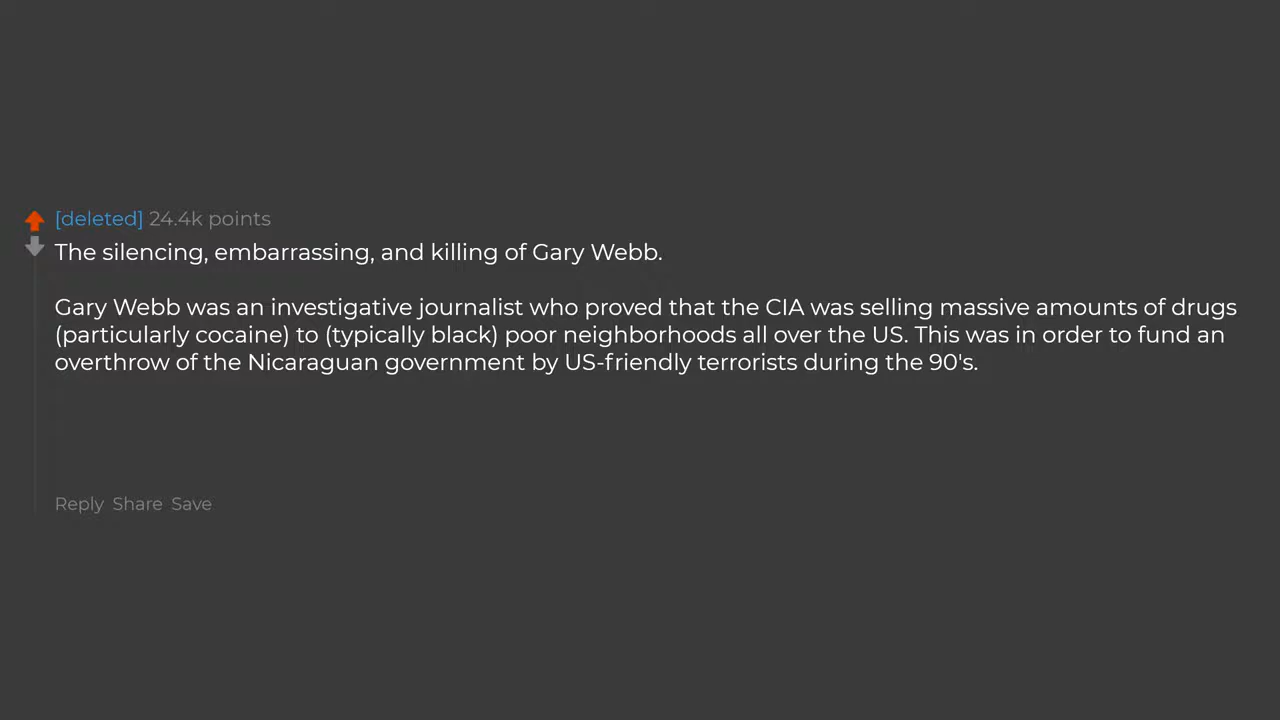 [deleted] 24.4k points
The silencing, embarrassing, and killing of Gary Webb.
Gary Webb was an investigative journalist who proved that the CIA was selling massive amounts of drugs
(particularly cocaine) to (typically black) poor neighborhoods all over the US. This was in order to fund an
overthrow of the Nicaraguan government by US-friendly terrorists during the 90's.
Reply Share Save